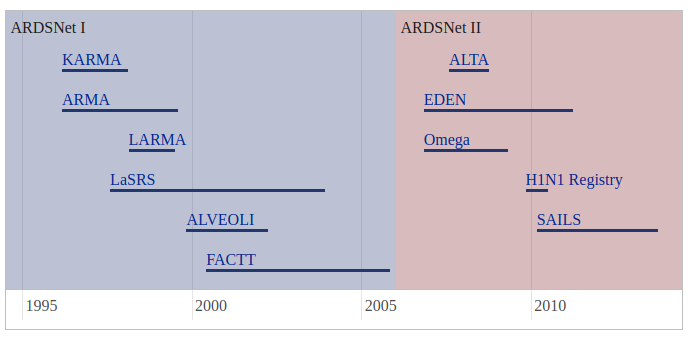 ARDSNet I
ARDSNet II
KARMA
ALTA
ARMA
EDEN
LARMA
Omega
LaSRS
H1N1 Registry
ALVEOLI
SAILS
FACTT
1995
2000
2005
2010